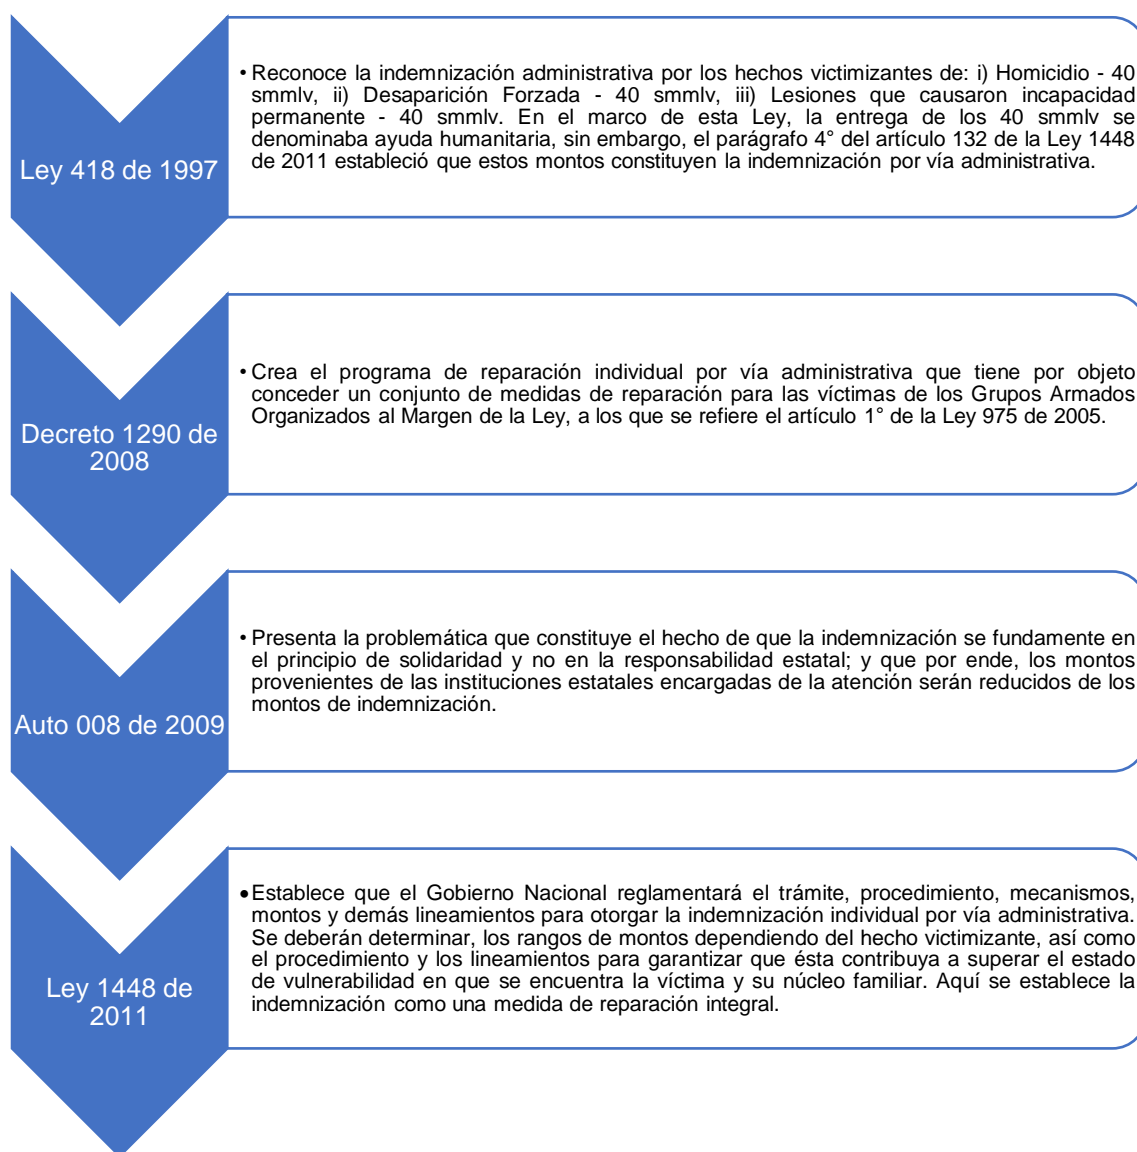 Ley 418 de 1997
• Reconoce la indemnización administrativa por los hechos victimizantes de: i) Homicidio - 40
smmlv, ii) Desaparición Forzada - 40 smmlv, iii) Lesiones que causaron incapacidad
permanente - 40 smmlv. En el marco de esta Ley, la entrega de los 40 smmlv se
denominaba ayuda humanitaria, sin embargo, el parágrafo 4° del artículo 132 de la Ley 1448
de 2011 estableció que estos montos constituyen la indemnización por vía administrativa.
Decreto 1290 de
2008
• Crea el programa de reparación individual por vía administrativa que tiene por objeto
conceder un conjunto de medidas de reparación para las víctimas de los Grupos Armados
Organizados al Margen de la Ley, a los que se refiere el artículo 1° de la Ley 975 de 2005.
Auto 008 de 2009
• Presenta la problemática que constituye el hecho de que la indemnización se fundamente en
el principio de solidaridad y no en la responsabilidad estatal; y que por ende, los montos
provenientes de las instituciones estatales encargadas de la atención serán reducidos de los
montos de indemnización.
Ley 1448 de
2011
• Establece que el Gobierno Nacional reglamentará el trámite, procedimiento, mecanismos,
montos y demás lineamientos para otorgar la indemnización individual por vía administrativa.
Se deberán determinar, los rangos de montos dependiendo del hecho victimizante, así como
el procedimiento y los lineamientos para garantizar que ésta contribuya a superar el estado
de vulnerabilidad en que se encuentra la víctima y su núcleo familiar. Aquí se establece la
indemnización como una medida de reparación integral.